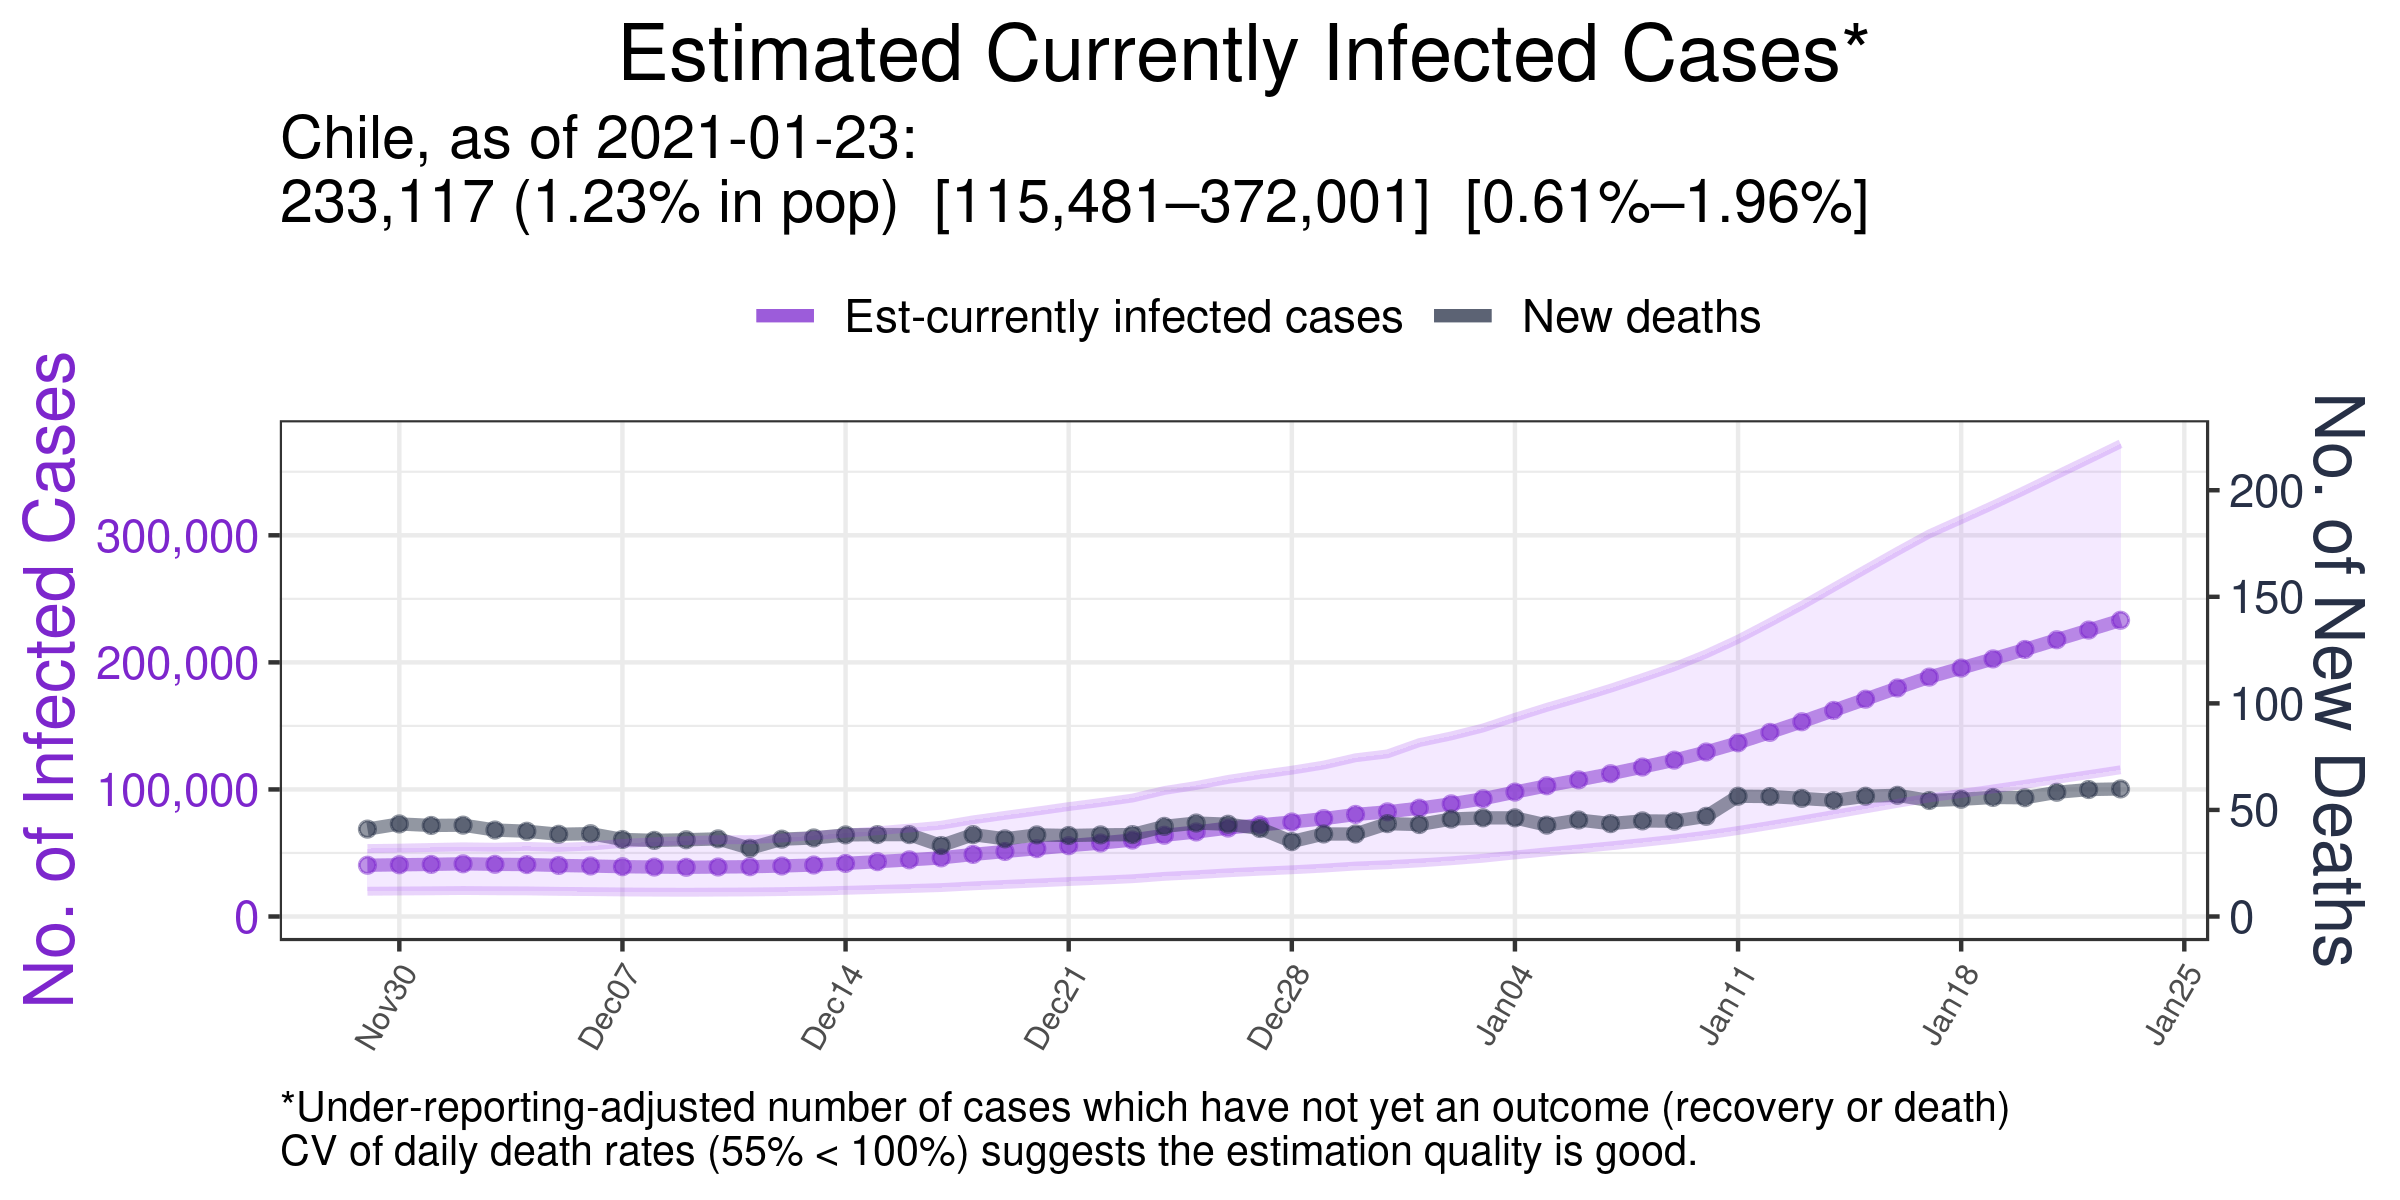 Estimated Currently Infected Cases*
Chile, as of 2021-01-23:
233,117 (1.23% in pop)  [115,481–372,001]  [0.61%–1.96%]
Est-currently infected cases
New deaths
No. of Infected Cases
300,000
200,000
100,000
0
No. of New Deaths
200
150
100
50
0
Nov30
Dec07
Dec14
Dec21
Dec28
Jan04
Jan11
Jan18
Jan25
*Under-reporting-adjusted number of cases which have not yet an outcome (recovery or death)
CV of daily death rates (55% < 100%) suggests the estimation quality is good.